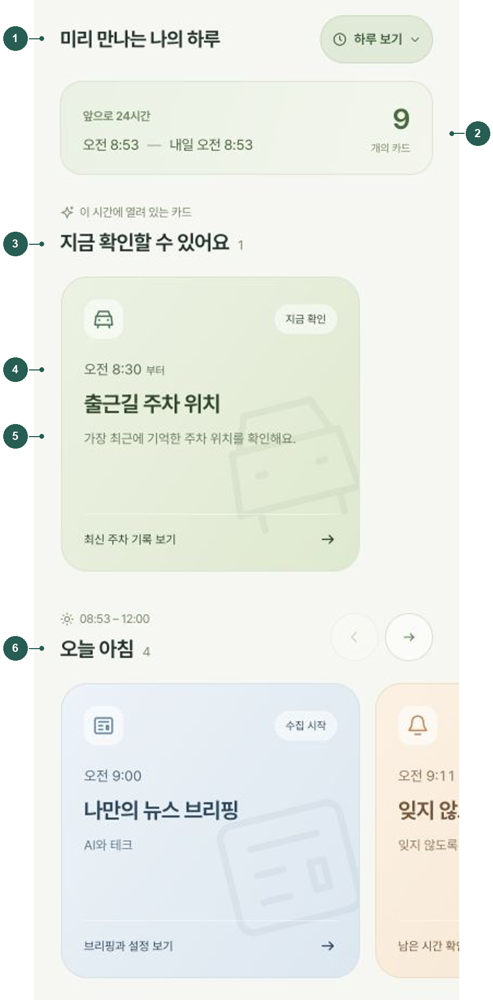 1
미리 만나는 나의 하루
하루 보기
앞으로 24시간
오전 8:53 — 내일 오전 8:53
9
개의 카드
2
이 시간에 열려 있는 카드
3
지금 확인할 수 있어요 1
지금 확인
4
오전 8:30 부터
출근길 주차 위치
5
가장 최근에 기억한 주차 위치를 확인해요.
최신 주차 기록 보기
08:53 – 12:00
6
오늘 아침 4
수집 시작
오전 9:00
나만의 뉴스 브리핑
AI와 테크
브리핑과 설정 보기
오전 9:11
잊지 않
잊지 않도록
남은 시간 확인